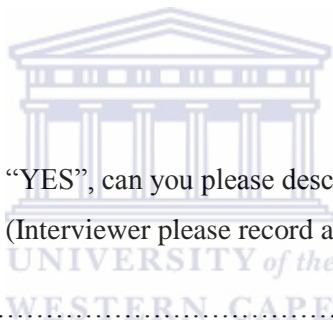 “YES”, can you please desc
(Interviewer please record a
UNIVERSITY of the
WESTERN CAPE
........................................